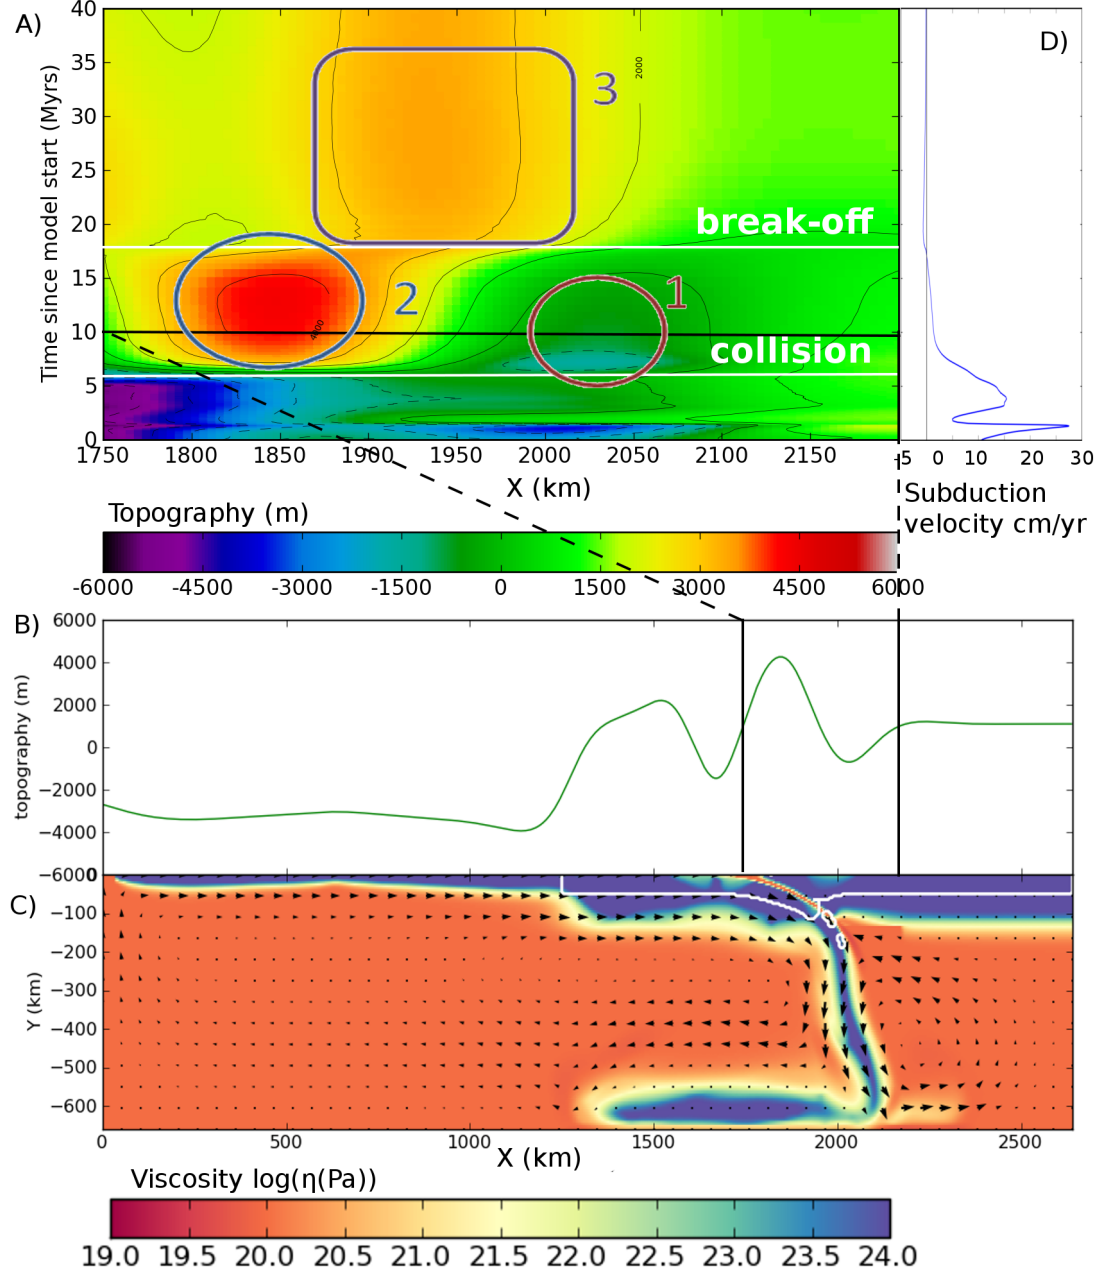 A)
D)
40
35
30
25
20
15
10
5
0
Time since model start (Myrs)
3
2000
break-off
2
1
4000
collision
1750 1800 1850 1900 1950 2000 2050 2100 2150
X (km)
-5 0 10 20 30
Subduction
velocity cm/yr
Topography (m)
-6000 -4500 -3000 -1500 0 1500 3000 4500 6000
B)
6000
4000
2000
0
−2000
−4000
−6000
topography (m)
C)
0
−100
−200
−300
−400
−500
−600
Y (km)
0 500 1000 1500 2000 2500
X (km)
Viscosity log(η(Pa))
19.0 19.5 20.0 20.5 21.0 21.5 22.0 22.5 23.0 23.5 24.0